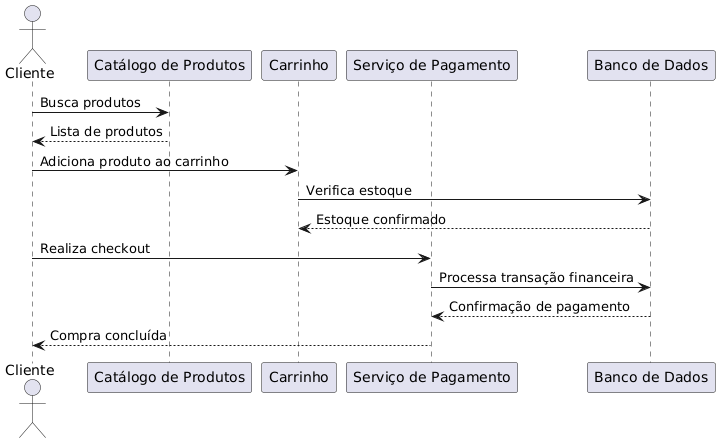 Cliente
Catálogo de Produtos
Carrinho
Serviço de Pagamento
Banco de Dados
Busca produtos
Lista de produtos
Adiciona produto ao carrinho
Verifica estoque
Estoque confirmado
Realiza checkout
Processa transação financeira
Confirmação de pagamento
Compra concluída
Cliente
Catálogo de Produtos
Carrinho
Serviço de Pagamento
Banco de Dados